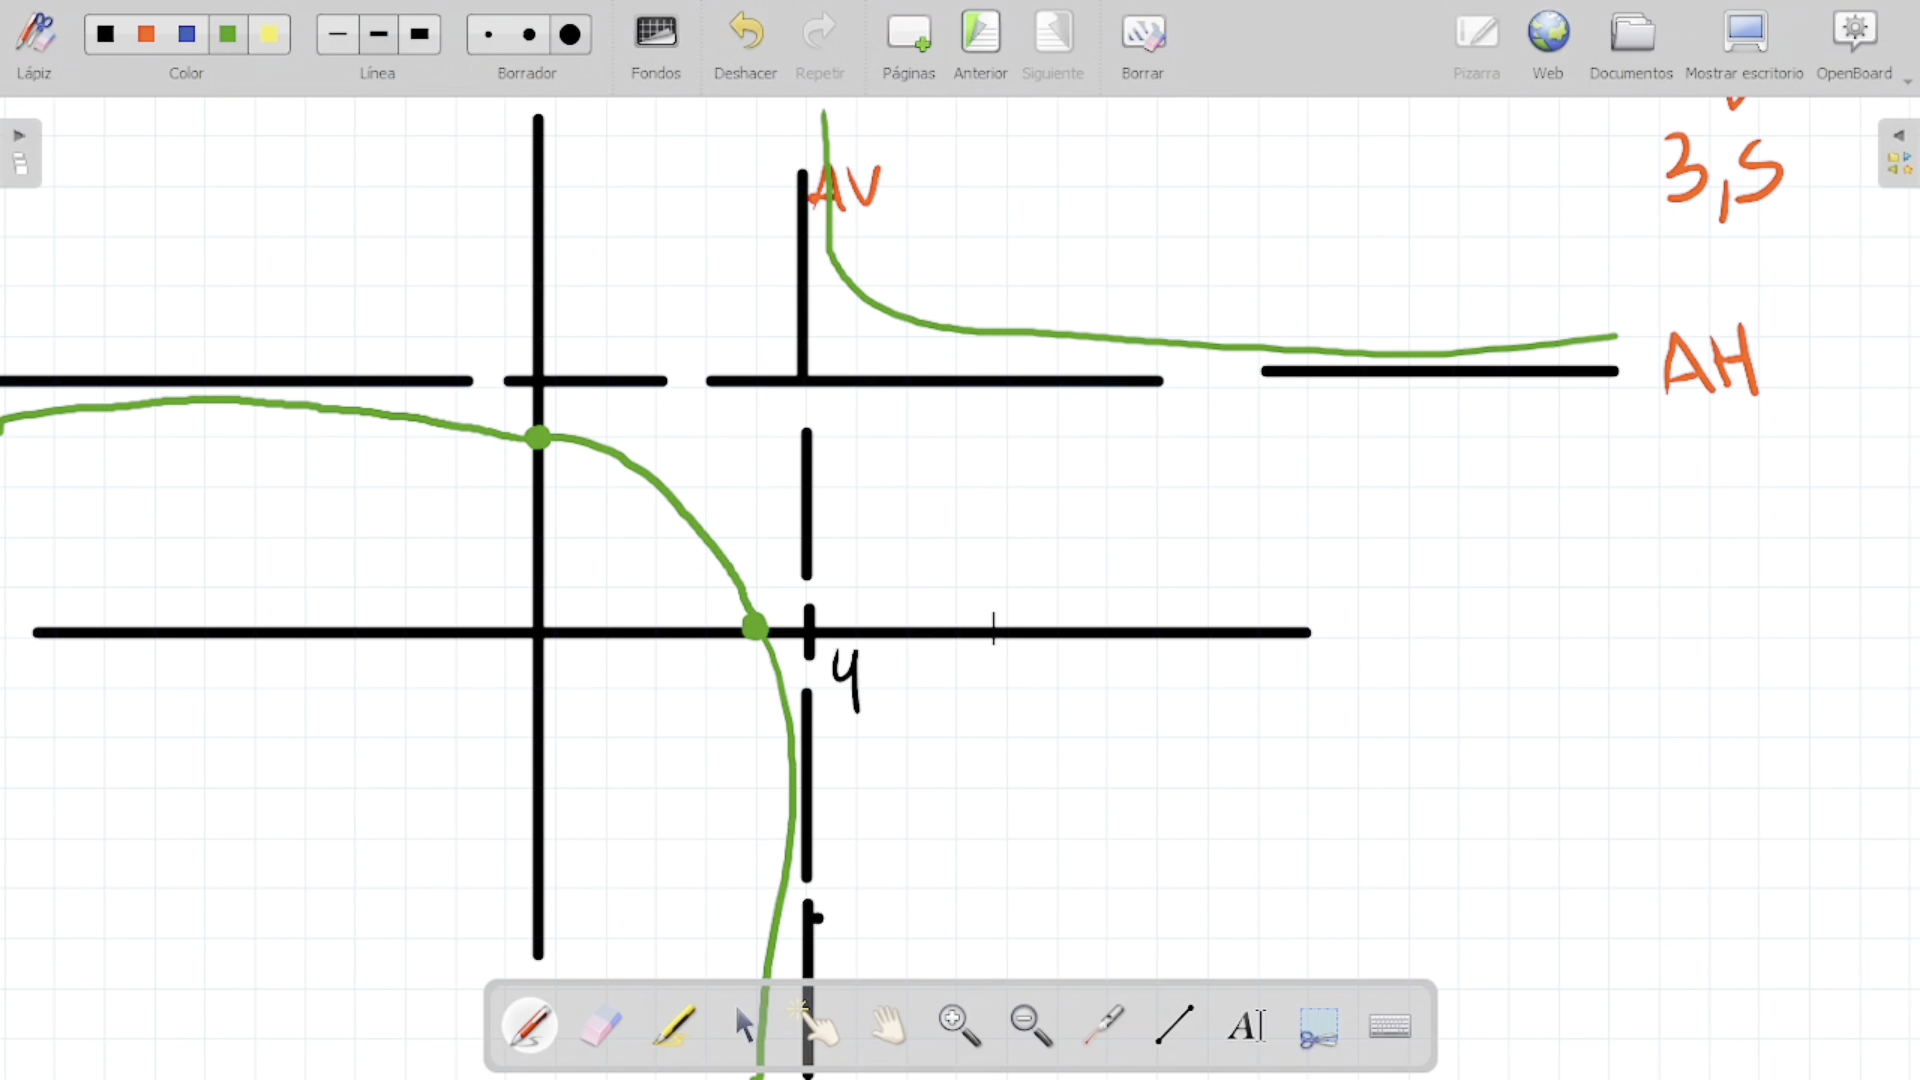 Lápiz Color Línea Borrador Fondos Deshacer Repetir Páginas Anterior Siguiente Borrar Pizarra Web Documentos Mostrar escritorio OpenBoard
AV
3,5
AH
4